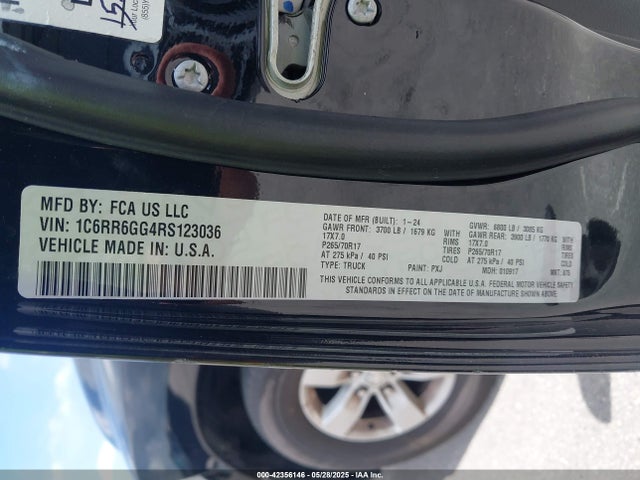 MFD BY: FCA US LLC
VIN: 1C6RR6GG4RS123036
VEHICLE MADE IN: U.S.A.
DATE OF MFR (BUILT): 1-24 GVWR: 6800 LB / 3085 KG
GAWR FRONT: 3700 LB / 1679 KG WITH GAWR REAR: 3900 LB / 1770 KG WITH
17X7.0 RIMS 17X7.0 RIMS
P265/70R17 TIRES P265/70R17 TIRES
AT 275 kPa / 40 PSI COLD AT 275 kPa / 40 PSI COLD
TYPE: TRUCK PAINT: PXJ MDH: 010917
THIS VEHICLE CONFORMS TO ALL APPLICABLE U.S.A. FEDERAL MOTOR VEHICLE SAFETY
STANDARDS IN EFFECT ON THE DATE OF MANUFACTURE SHOWN ABOVE.
000-42356146 05/28/2025 IAA Holdings, LLC.